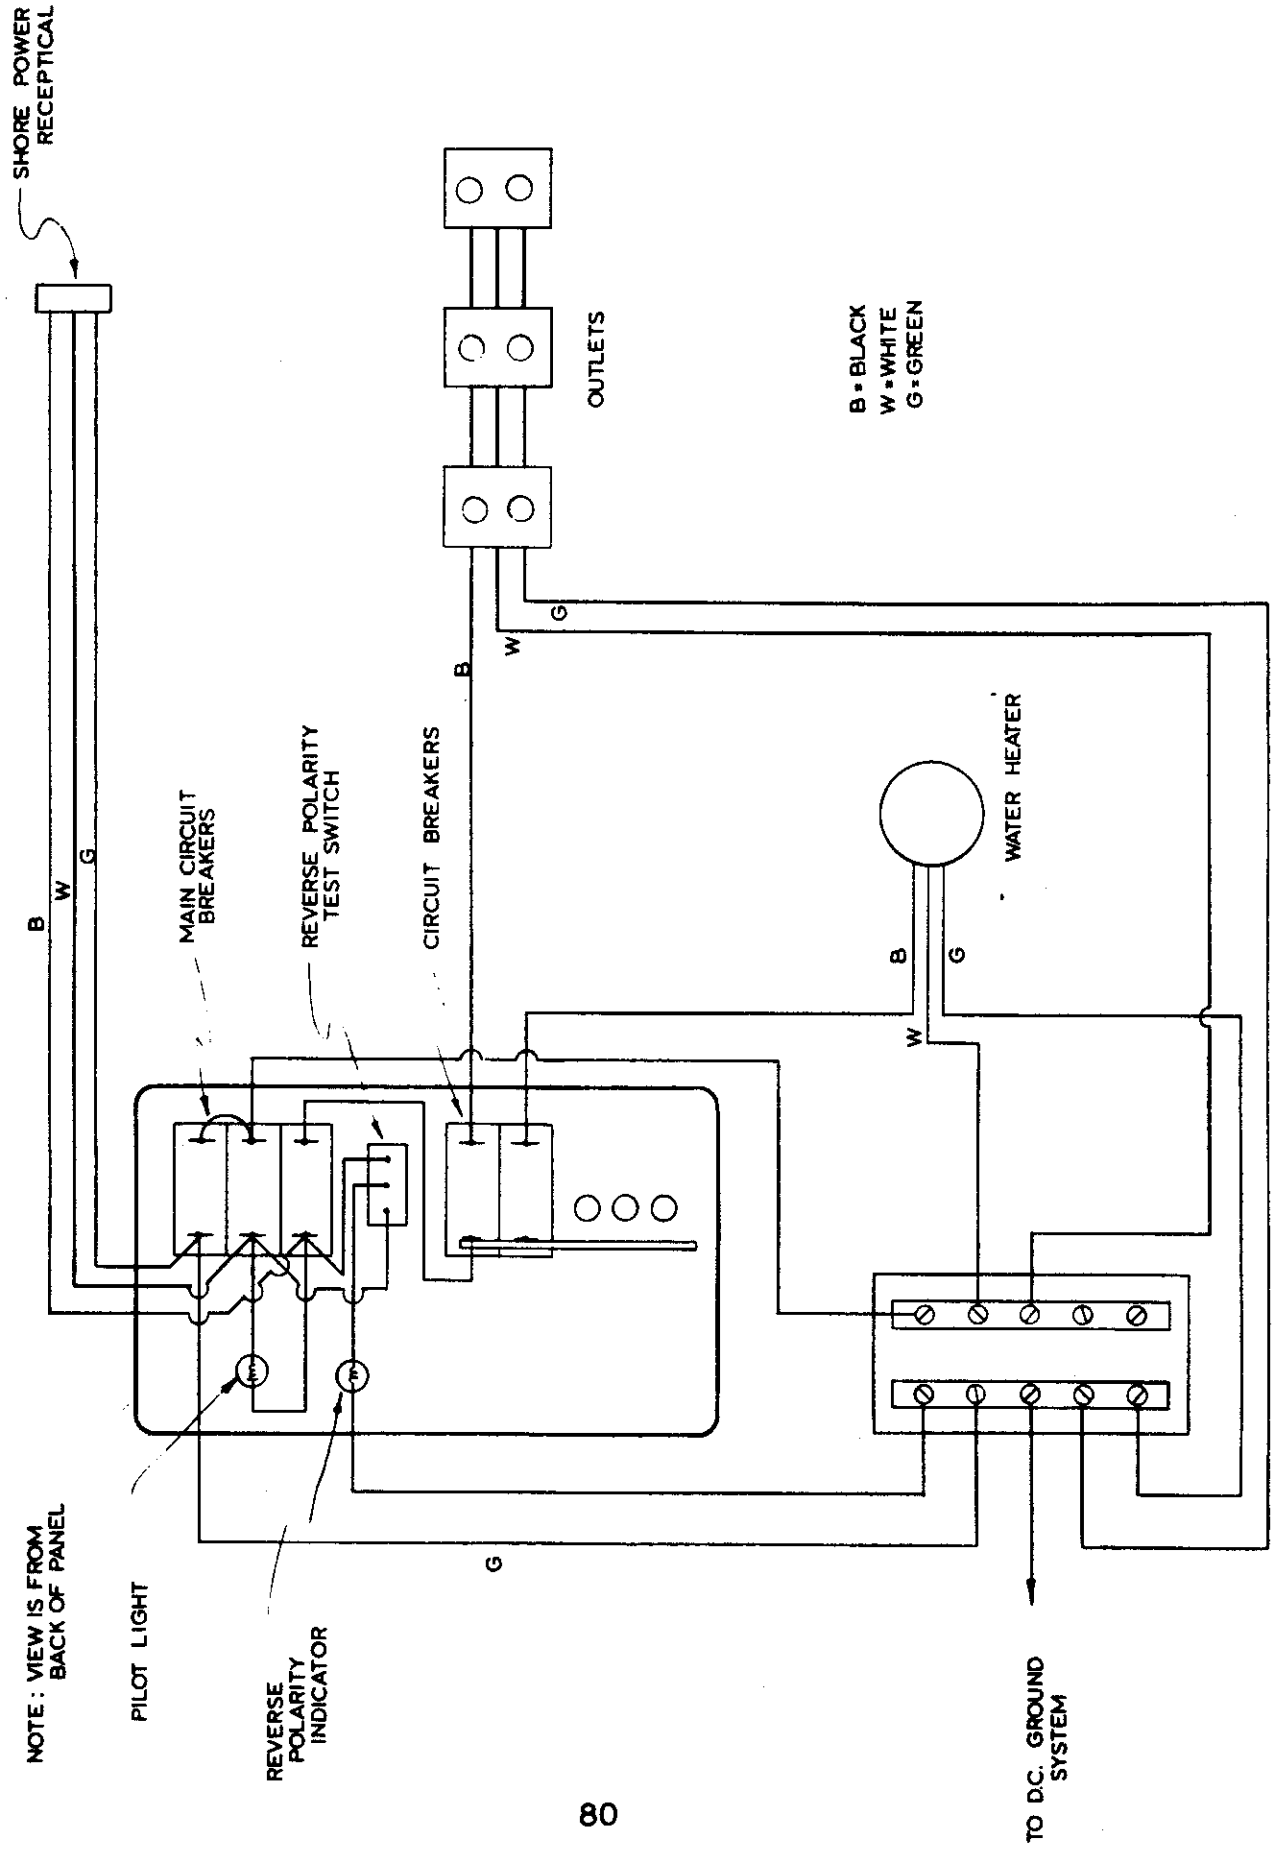 SHORE POWER
RECEPTICAL
B
W
G
MAIN CIRCUIT
BREAKERS
REVERSE POLARITY
TEST SWITCH
CIRCUIT BREAKERS
B
W
G
OUTLETS
B = BLACK
W = WHITE
G = GREEN
WATER HEATER
B
W
G
NOTE: VIEW IS FROM
BACK OF PANEL
PILOT LIGHT
REVERSE
POLARITY
INDICATOR
G
TO D.C. GROUND
SYSTEM
80